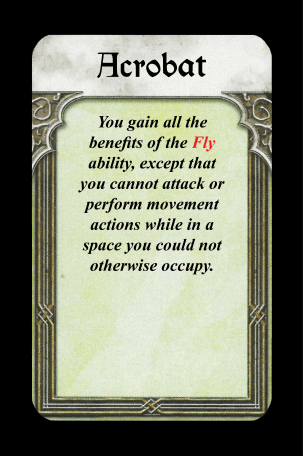 Acrobat
You gain all the
benefits of the Fly
ability, except that
you cannot attack or
perform movement
actions while in a
space you could not
otherwise occupy.